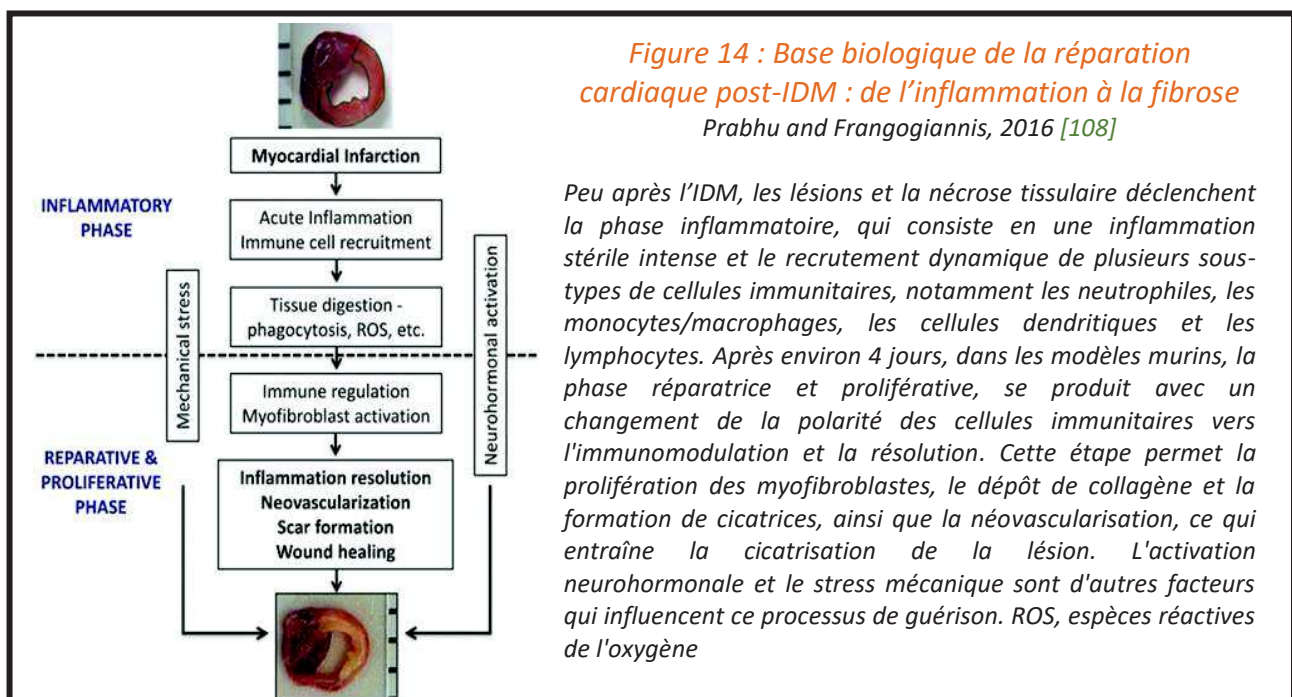 Myocardial Infarction
INFLAMMATORY
PHASE
Acute Inflammation
Immune cell recruitment
Mechanical stress
Neurohormonal activation
Tissue digestion -
phagocytosis, ROS, etc.
Immune regulation
Myofibroblast activation
REPARATIVE &
PROLIFERATIVE
PHASE
Inflammation resolution
Neovascularization
Scar formation
Wound healing
Figure 14 : Base biologique de la réparation
cardiaque post-IDM : de l’inflammation à la fibrose
Prabhu and Frangogiannis, 2016 [108]
Peu après l’IDM, les lésions et la nécrose tissulaire déclenchent
la phase inflammatoire, qui consiste en une inflammation
stérile intense et le recrutement dynamique de plusieurs sous-
types de cellules immunitaires, notamment les neutrophiles, les
monocytes/macrophages, les cellules dendritiques et les
lymphocytes. Après environ 4 jours, dans les modèles murins, la
phase réparatrice et proliférative, se produit avec un
changement de la polarité des cellules immunitaires vers
l'immunomodulation et la résolution. Cette étape permet la
prolifération des myofibroblastes, le dépôt de collagène et la
formation de cicatrices, ainsi que la néovascularisation, ce qui
entraîne la cicatrisation de la lésion. L'activation
neurohormonale et le stress mécanique sont d'autres facteurs
qui influencent ce processus de guérison. ROS, espèces réactives
de l'oxygène